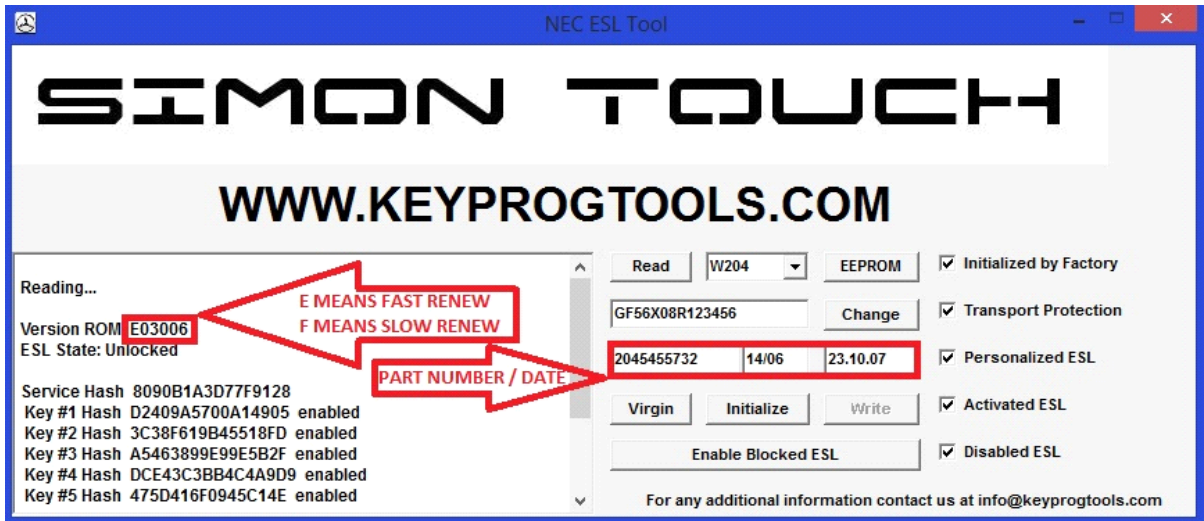 NEC ESL Tool
SIMON TOUCH
WWW.KEYPROGTOOLS.COM
Reading...
Version ROM E03006
ESL State: Unlocked
Service Hash 8090B1A3D77F9128
Key #1 Hash D2409A5700A14905 enabled
Key #2 Hash 3C38F619B45518FD enabled
Key #3 Hash A5463899E99E5B2F enabled
Key #4 Hash DCE43C3BB4C4A9D9 enabled
Key #5 Hash 475D416F0945C14E enabled
E MEANS FAST RENEW
F MEANS SLOW RENEW
PART NUMBER / DATE
Read W204 EEPROM
GF56X08R123456 Change
2045455732 14/06 23.10.07
Virgin Initialize Write
Enable Blocked ESL
Initialized by Factory
Transport Protection
Personalized ESL
Activated ESL
Disabled ESL
For any additional information contact us at info@keyprogtools.com